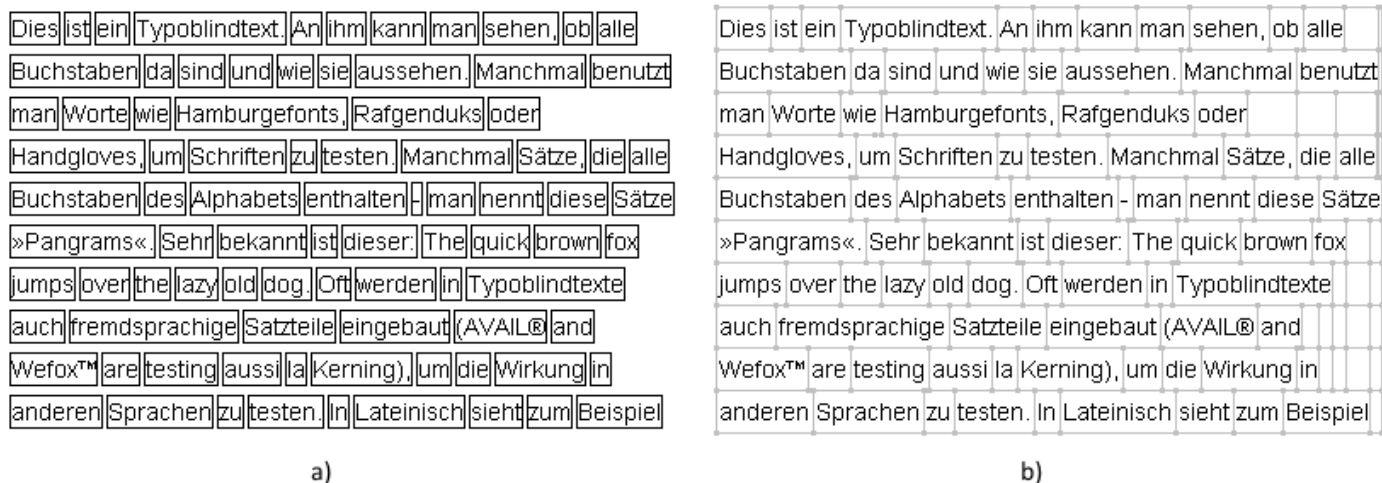 Dies ist ein Typoblindtext. An ihm kann man sehen, ob alle
Buchstaben da sind und wie sie aussehen. Manchmal benutzt
man Worte wie Hamburgefonts, Rafgenduks oder
Handgloves, um Schriften zu testen. Manchmal Sätze, die alle
Buchstaben des Alphabets enthalten - man nennt diese Sätze
»Pangrams«. Sehr bekannt ist dieser: The quick brown fox
jumps over the lazy old dog. Oft werden in Typoblindtexte
auch fremdsprachige Satzteile eingebaut (AVAIL® and
Wefox™ are testing aussi la Kerning), um die Wirkung in
anderen Sprachen zu testen. In Lateinisch sieht zum Beispiel
a)
Dies ist ein Typoblindtext. An ihm kann man sehen, ob alle
Buchstaben da sind und wie sie aussehen. Manchmal benutzt
man Worte wie Hamburgefonts, Rafgenduks oder
Handgloves, um Schriften zu testen. Manchmal Sätze, die alle
Buchstaben des Alphabets enthalten - man nennt diese Sätze
»Pangrams«. Sehr bekannt ist dieser: The quick brown fox
jumps over the lazy old dog. Oft werden in Typoblindtexte
auch fremdsprachige Satzteile eingebaut (AVAIL® and
Wefox™ are testing aussi la Kerning), um die Wirkung in
anderen Sprachen zu testen. In Lateinisch sieht zum Beispiel
b)